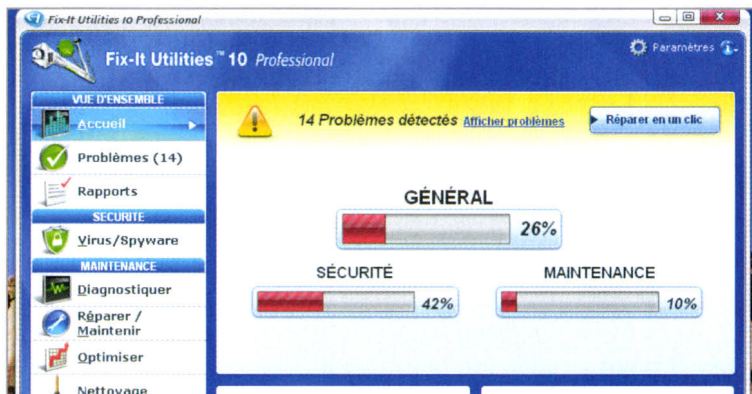 Fix-It Utilities 10 Professional
Fix-It Utilities™ 10 Professional
Paramètres
VUE D'ENSEMBLE
Accueil
Problèmes (14)
Rapports
SECURITE
Virus/Spyware
MAINTENANCE
Diagnostiquer
Réparer /
Maintenir
Optimiser
Nettoyage
14 Problèmes détectés Afficher problèmes
Réparer en un clic
GÉNÉRAL
26%
SÉCURITÉ
42%
MAINTENANCE
10%